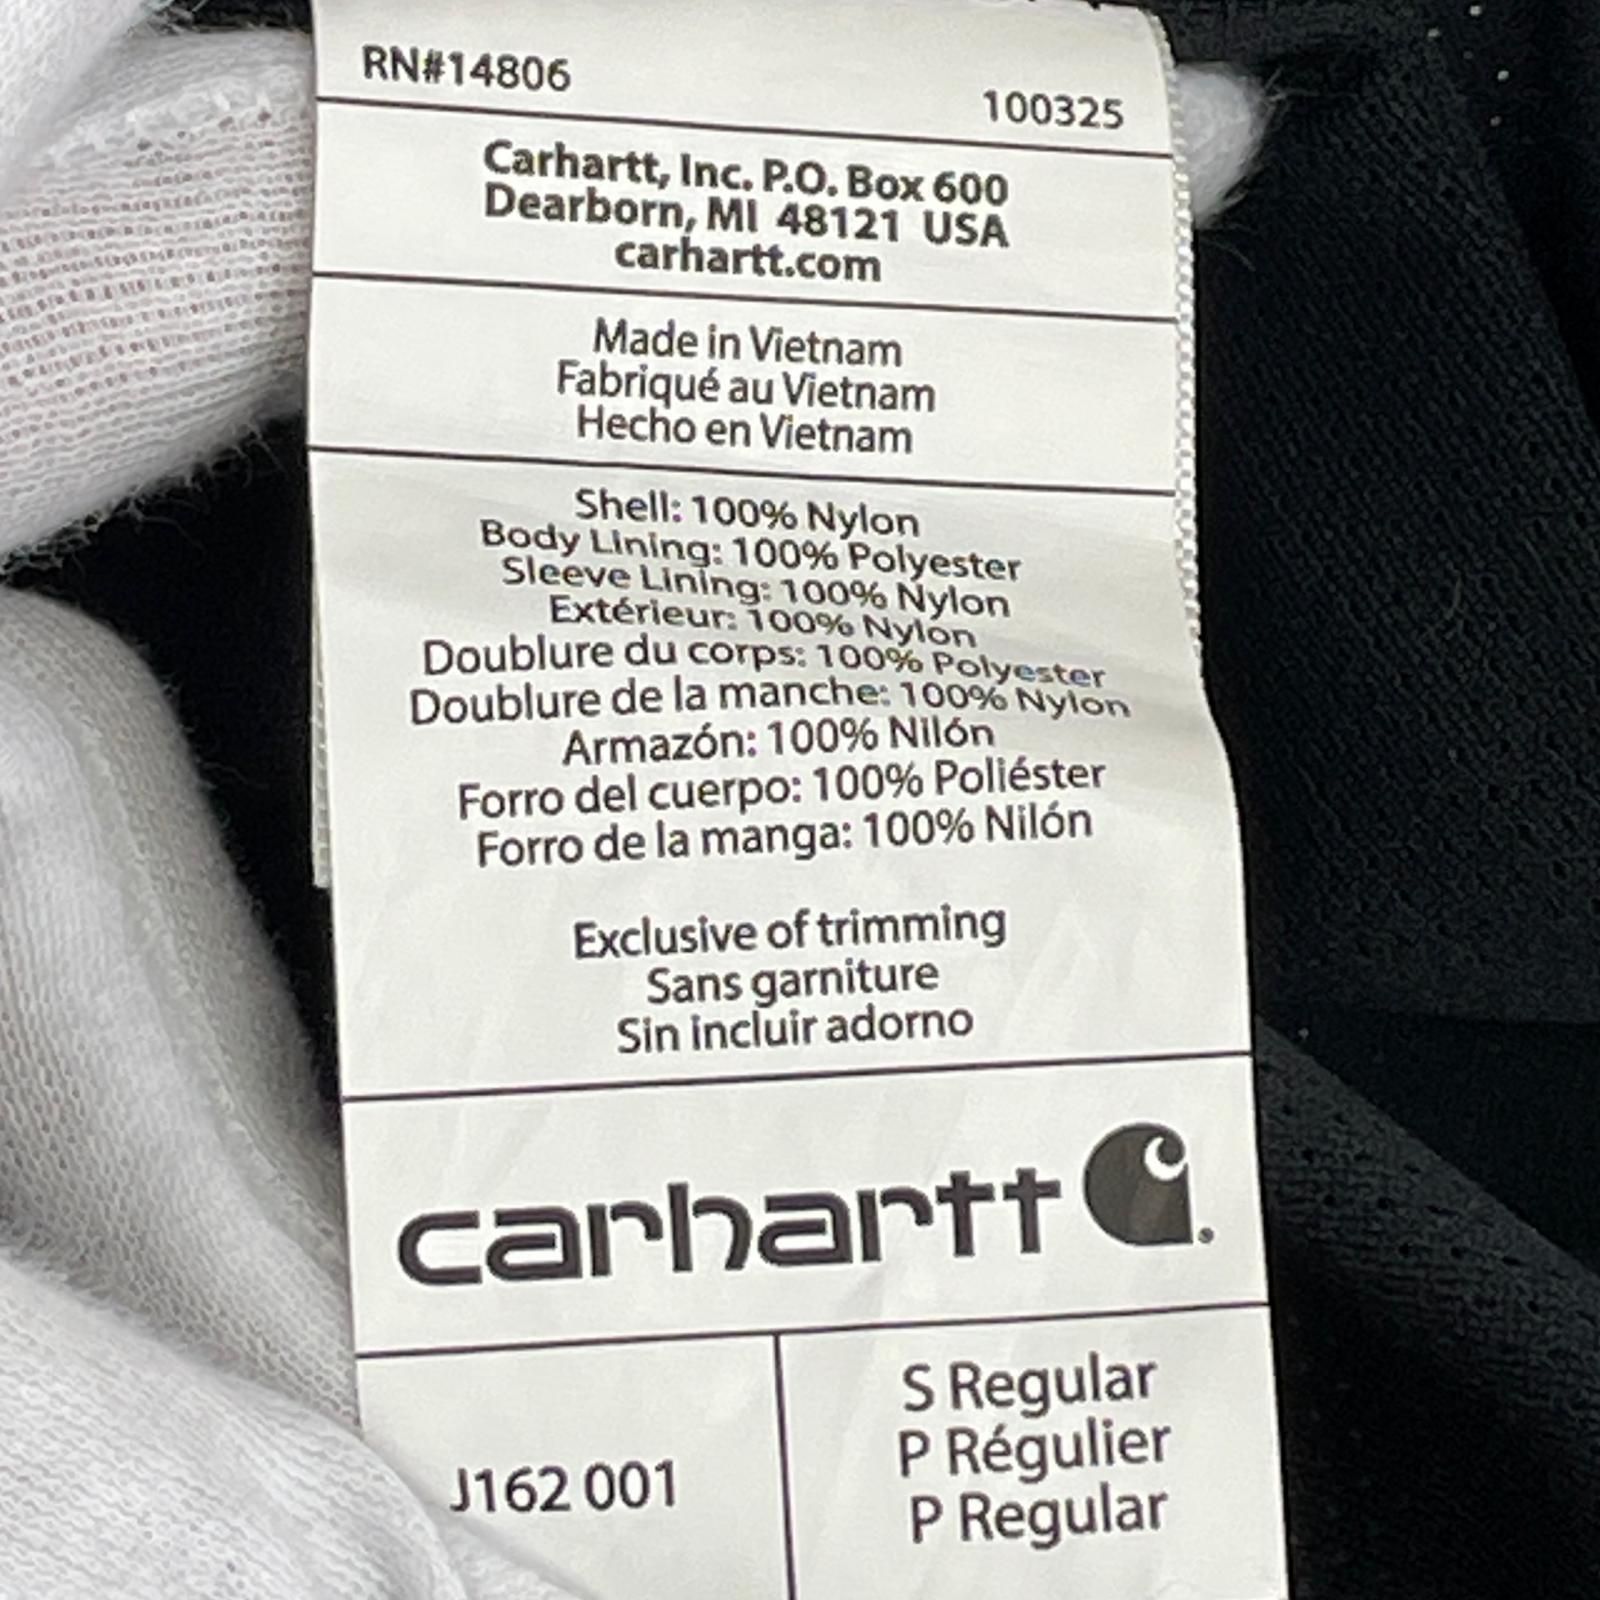 RN#14806
100325
Carhartt, Inc. P.O. Box 600
Dearborn, MI 48121 USA
carhartt.com
Made in Vietnam
Fabriqué au Vietnam
Hecho en Vietnam
Shell: 100% Nylon
Body Lining: 100% Polyester
Sleeve Lining: 100% Nylon
Extérieur: 100% Nylon
Doublure du corps: 100% Polyester
Doublure de la manche: 100% Nylon
Armazón: 100% Nilón
Forro del cuerpo: 100% Poliéster
Forro de la manga: 100% Nilón
Exclusive of trimming
Sans garniture
Sin incluir adorno
carhartt
J162 001
S Regular
P Régulier
P Regular